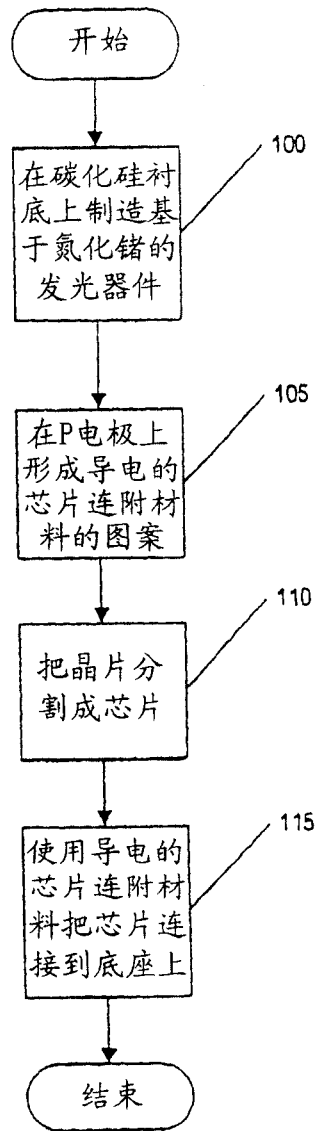 开始
100
在碳化硅衬
底上制造基
于氮化锗的
发光器件
105
在P电极上
形成导电的
芯片连附材
料的图案
110
把晶片分
割成芯片
115
使用导电的
芯片连附材
料把芯片连
接到底座上
结束